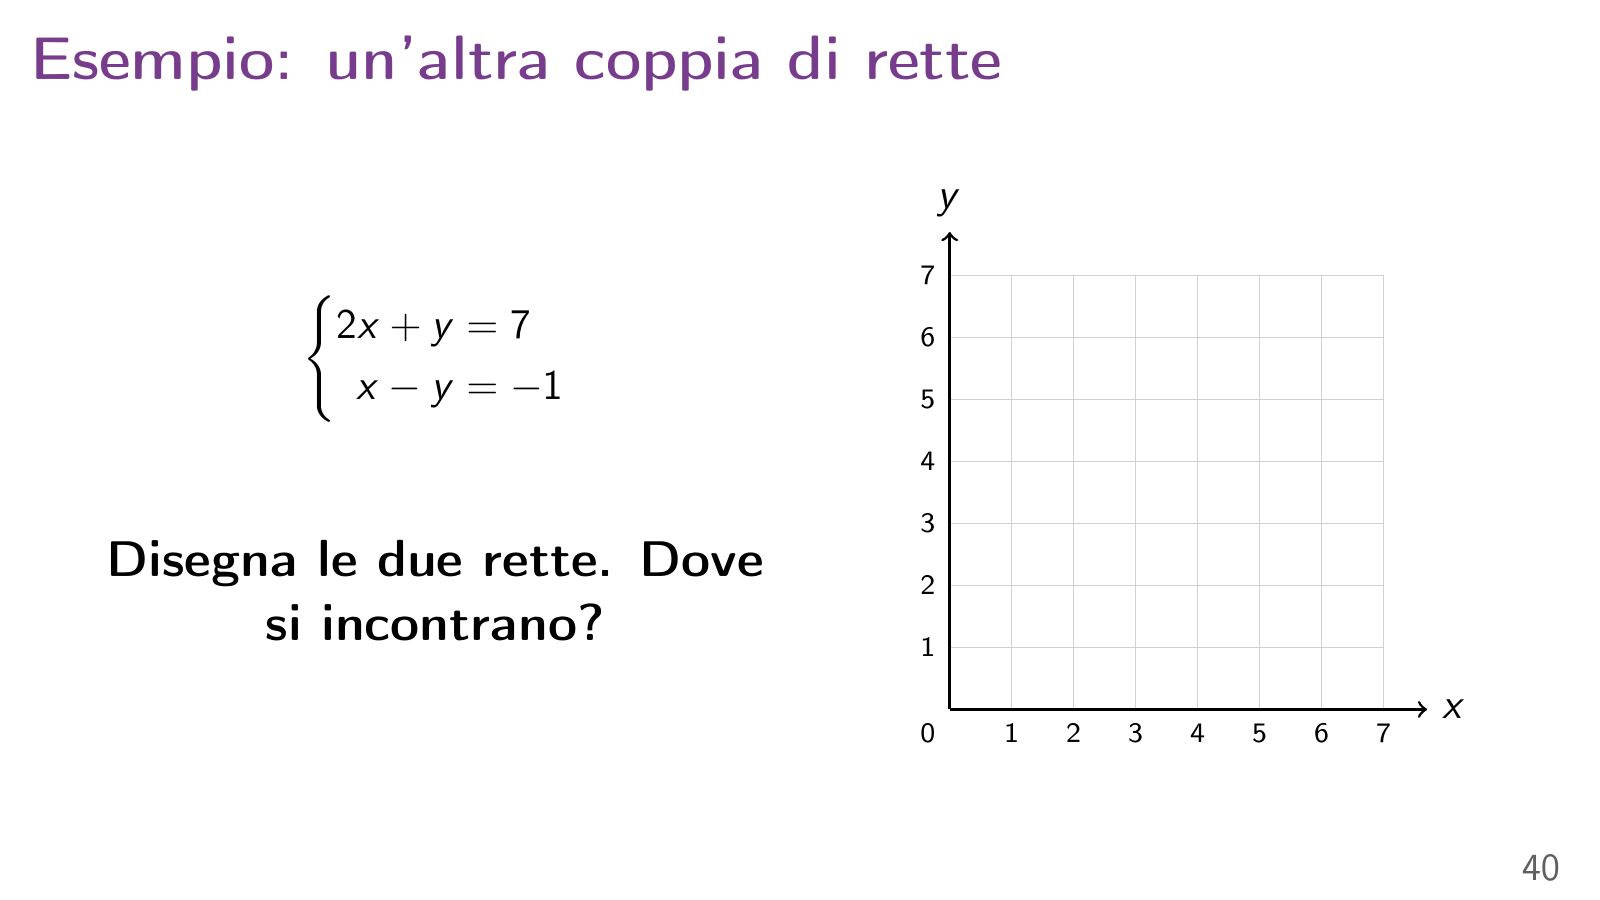 Esempio: un'altra coppia di rette
2x + y = 7
x − y = −1
Disegna le due rette. Dove
si incontrano?
y
7
6
5
4
3
2
1
x
0 1 2 3 4 5 6 7
40